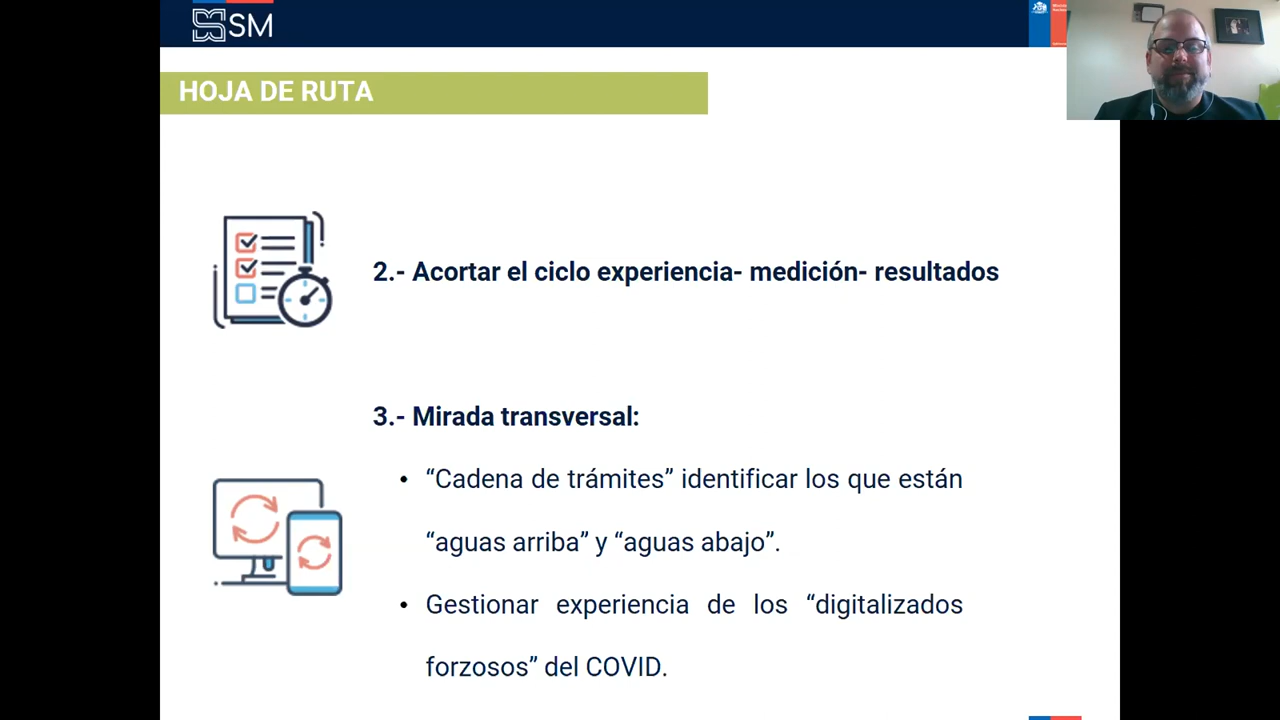 SM
HOJA DE RUTA
2.- Acortar el ciclo experiencia- medición- resultados
3.- Mirada transversal:
• “Cadena de trámites” identificar los que están
“aguas arriba” y “aguas abajo”.
• Gestionar experiencia de los “digitalizados
forzosos” del COVID.